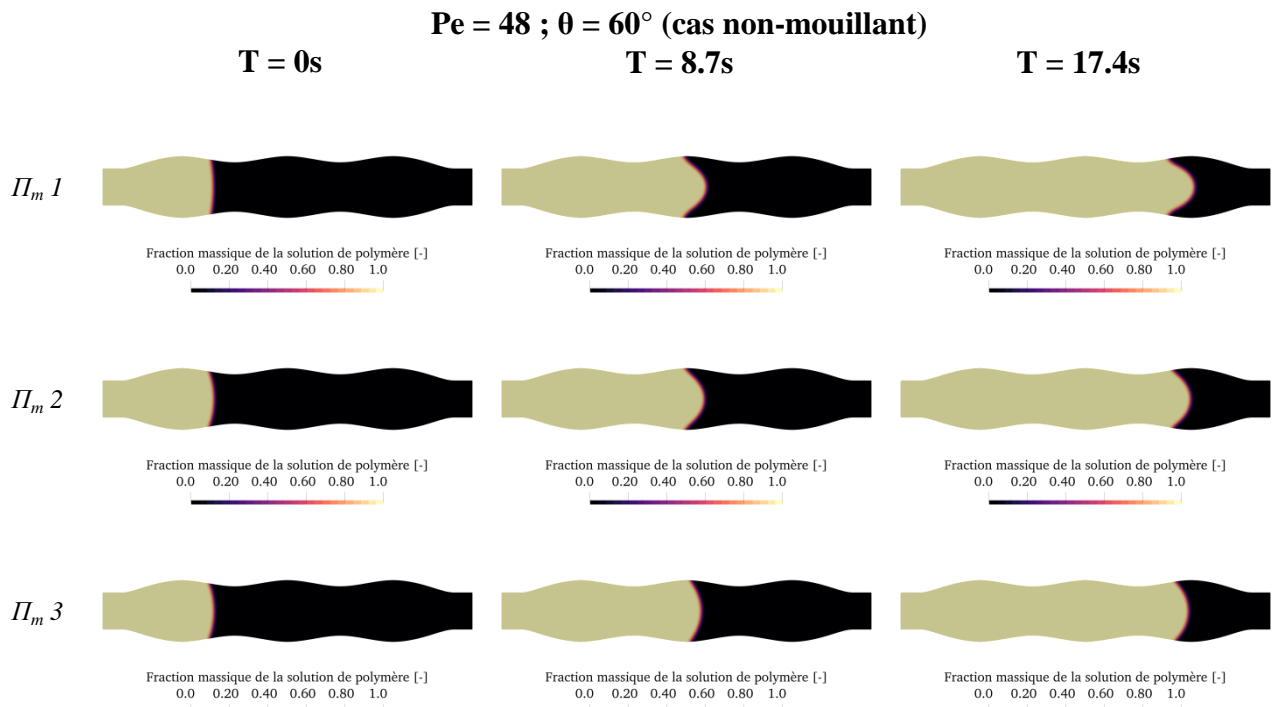 Pe = 48 ; θ = 60° (cas non-mouillant)
T = 0s T = 8.7s T = 17.4s
Π_m 1
Fraction massique de la solution de polymère [-] Fraction massique de la solution de polymère [-] Fraction massique de la solution de polymère [-]
0.0 0.20 0.40 0.60 0.80 1.0 0.0 0.20 0.40 0.60 0.80 1.0 0.0 0.20 0.40 0.60 0.80 1.0
Π_m 2
Fraction massique de la solution de polymère [-] Fraction massique de la solution de polymère [-] Fraction massique de la solution de polymère [-]
0.0 0.20 0.40 0.60 0.80 1.0 0.0 0.20 0.40 0.60 0.80 1.0 0.0 0.20 0.40 0.60 0.80 1.0
Π_m 3
Fraction massique de la solution de polymère [-] Fraction massique de la solution de polymère [-] Fraction massique de la solution de polymère [-]
0.0 0.20 0.40 0.60 0.80 1.0 0.0 0.20 0.40 0.60 0.80 1.0 0.0 0.20 0.40 0.60 0.80 1.0